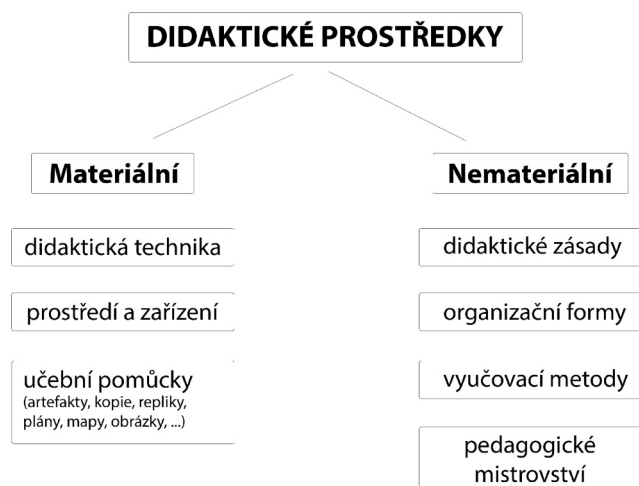 DIDAKTICKÉ PROSTŘEDKY
Materiální
didaktická technika
prostředí a zařízení
učební pomůcky
(artefakty, kopie, repliky,
plány, mapy, obrázky, ...)
Nemateriální
didaktické zásady
organizační formy
vyučovací metody
pedagogické
mistrovství